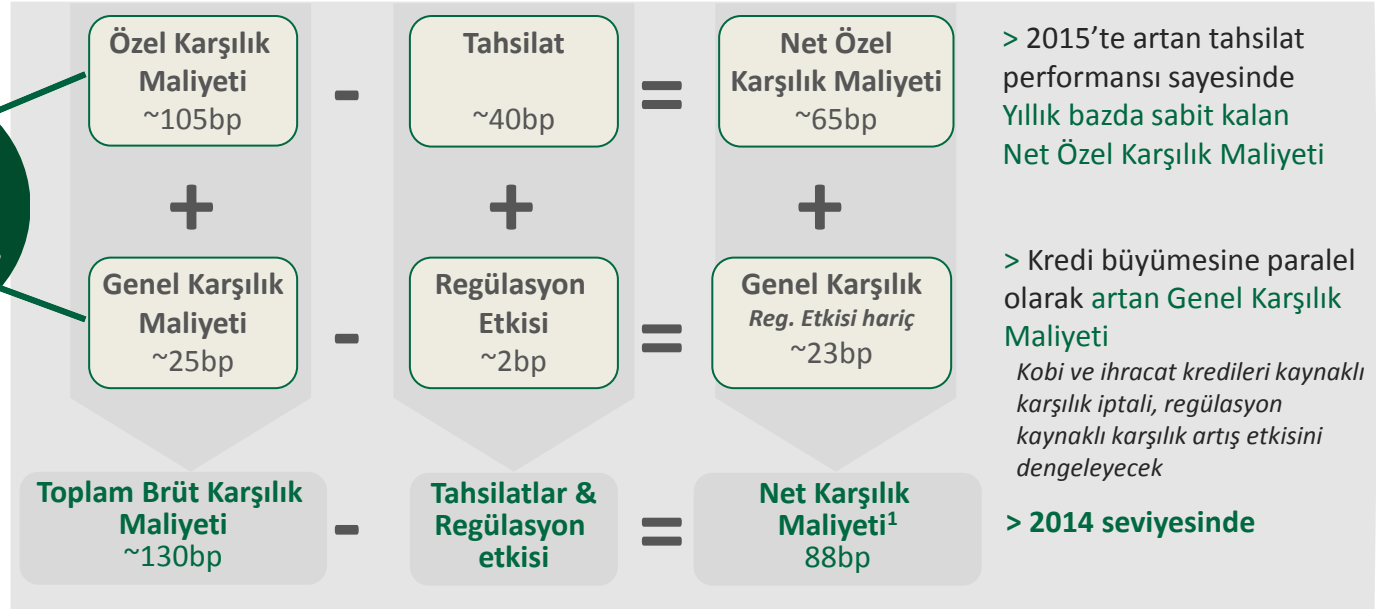 Özel Karşılık
Maliyeti
~105bp
-
Tahsilat
~40bp
=
Net Özel
Karşılık Maliyeti
~65bp
> 2015’te artan tahsilat
performansı sayesinde
Yıllık bazda sabit kalan
Net Özel Karşılık Maliyeti
+
+
+
Genel Karşılık
Maliyeti
~25bp
-
Regülasyon
Etkisi
~2bp
=
Genel Karşılık
Reg. Etkisi hariç
~23bp
> Kredi büyümesine paralel
olarak artan Genel Karşılık
Maliyeti
Kobi ve ihracat kredileri kaynaklı
karşılık iptali, regülasyon
kaynaklı karşılık artış etkisini
dengeleyecek
Toplam Brüt Karşılık
Maliyeti
~130bp
-
Tahsilatlar &
Regülasyon
etkisi
=
Net Karşılık
Maliyeti¹
88bp
> 2014 seviyesinde